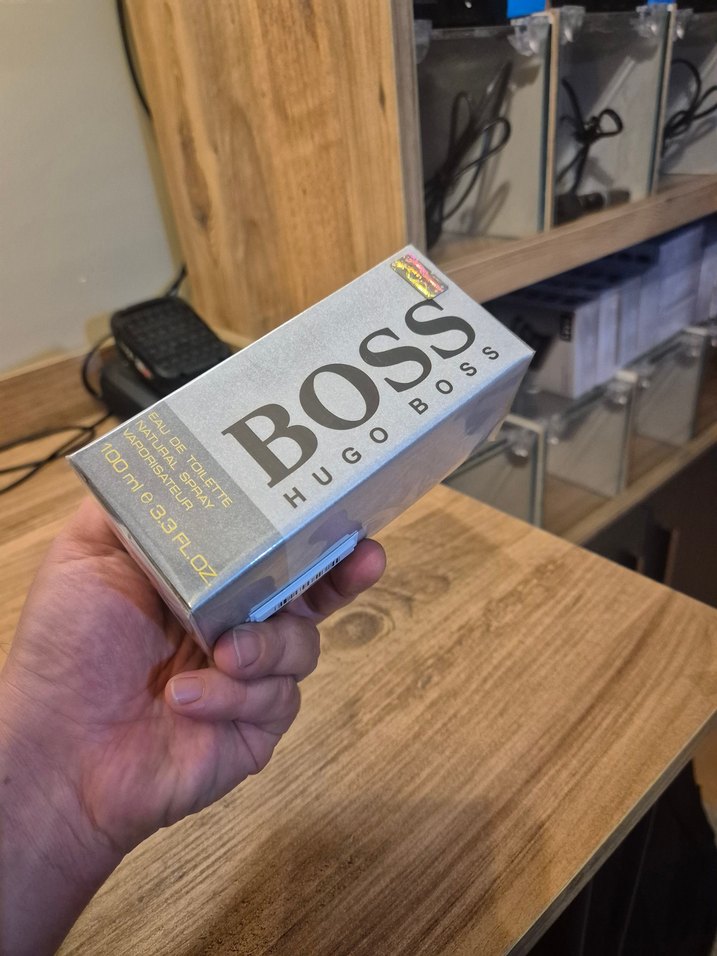 BOSS
HUGO BOSS
EAU DE TOILETTE
NATURAL SPRAY
VAPORISATEUR
100 ml e 3.3 FL.OZ.